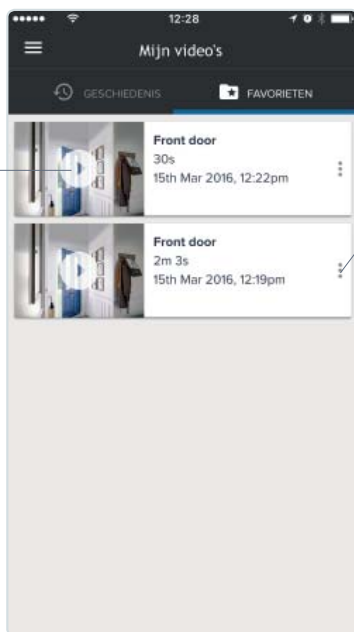 12:28
Mijn video's
GESCHIEDENIS
FAVORIETEN
Front door
30s
15th Mar 2016, 12:22pm
Front door
2m 3s
15th Mar 2016, 12:19pm